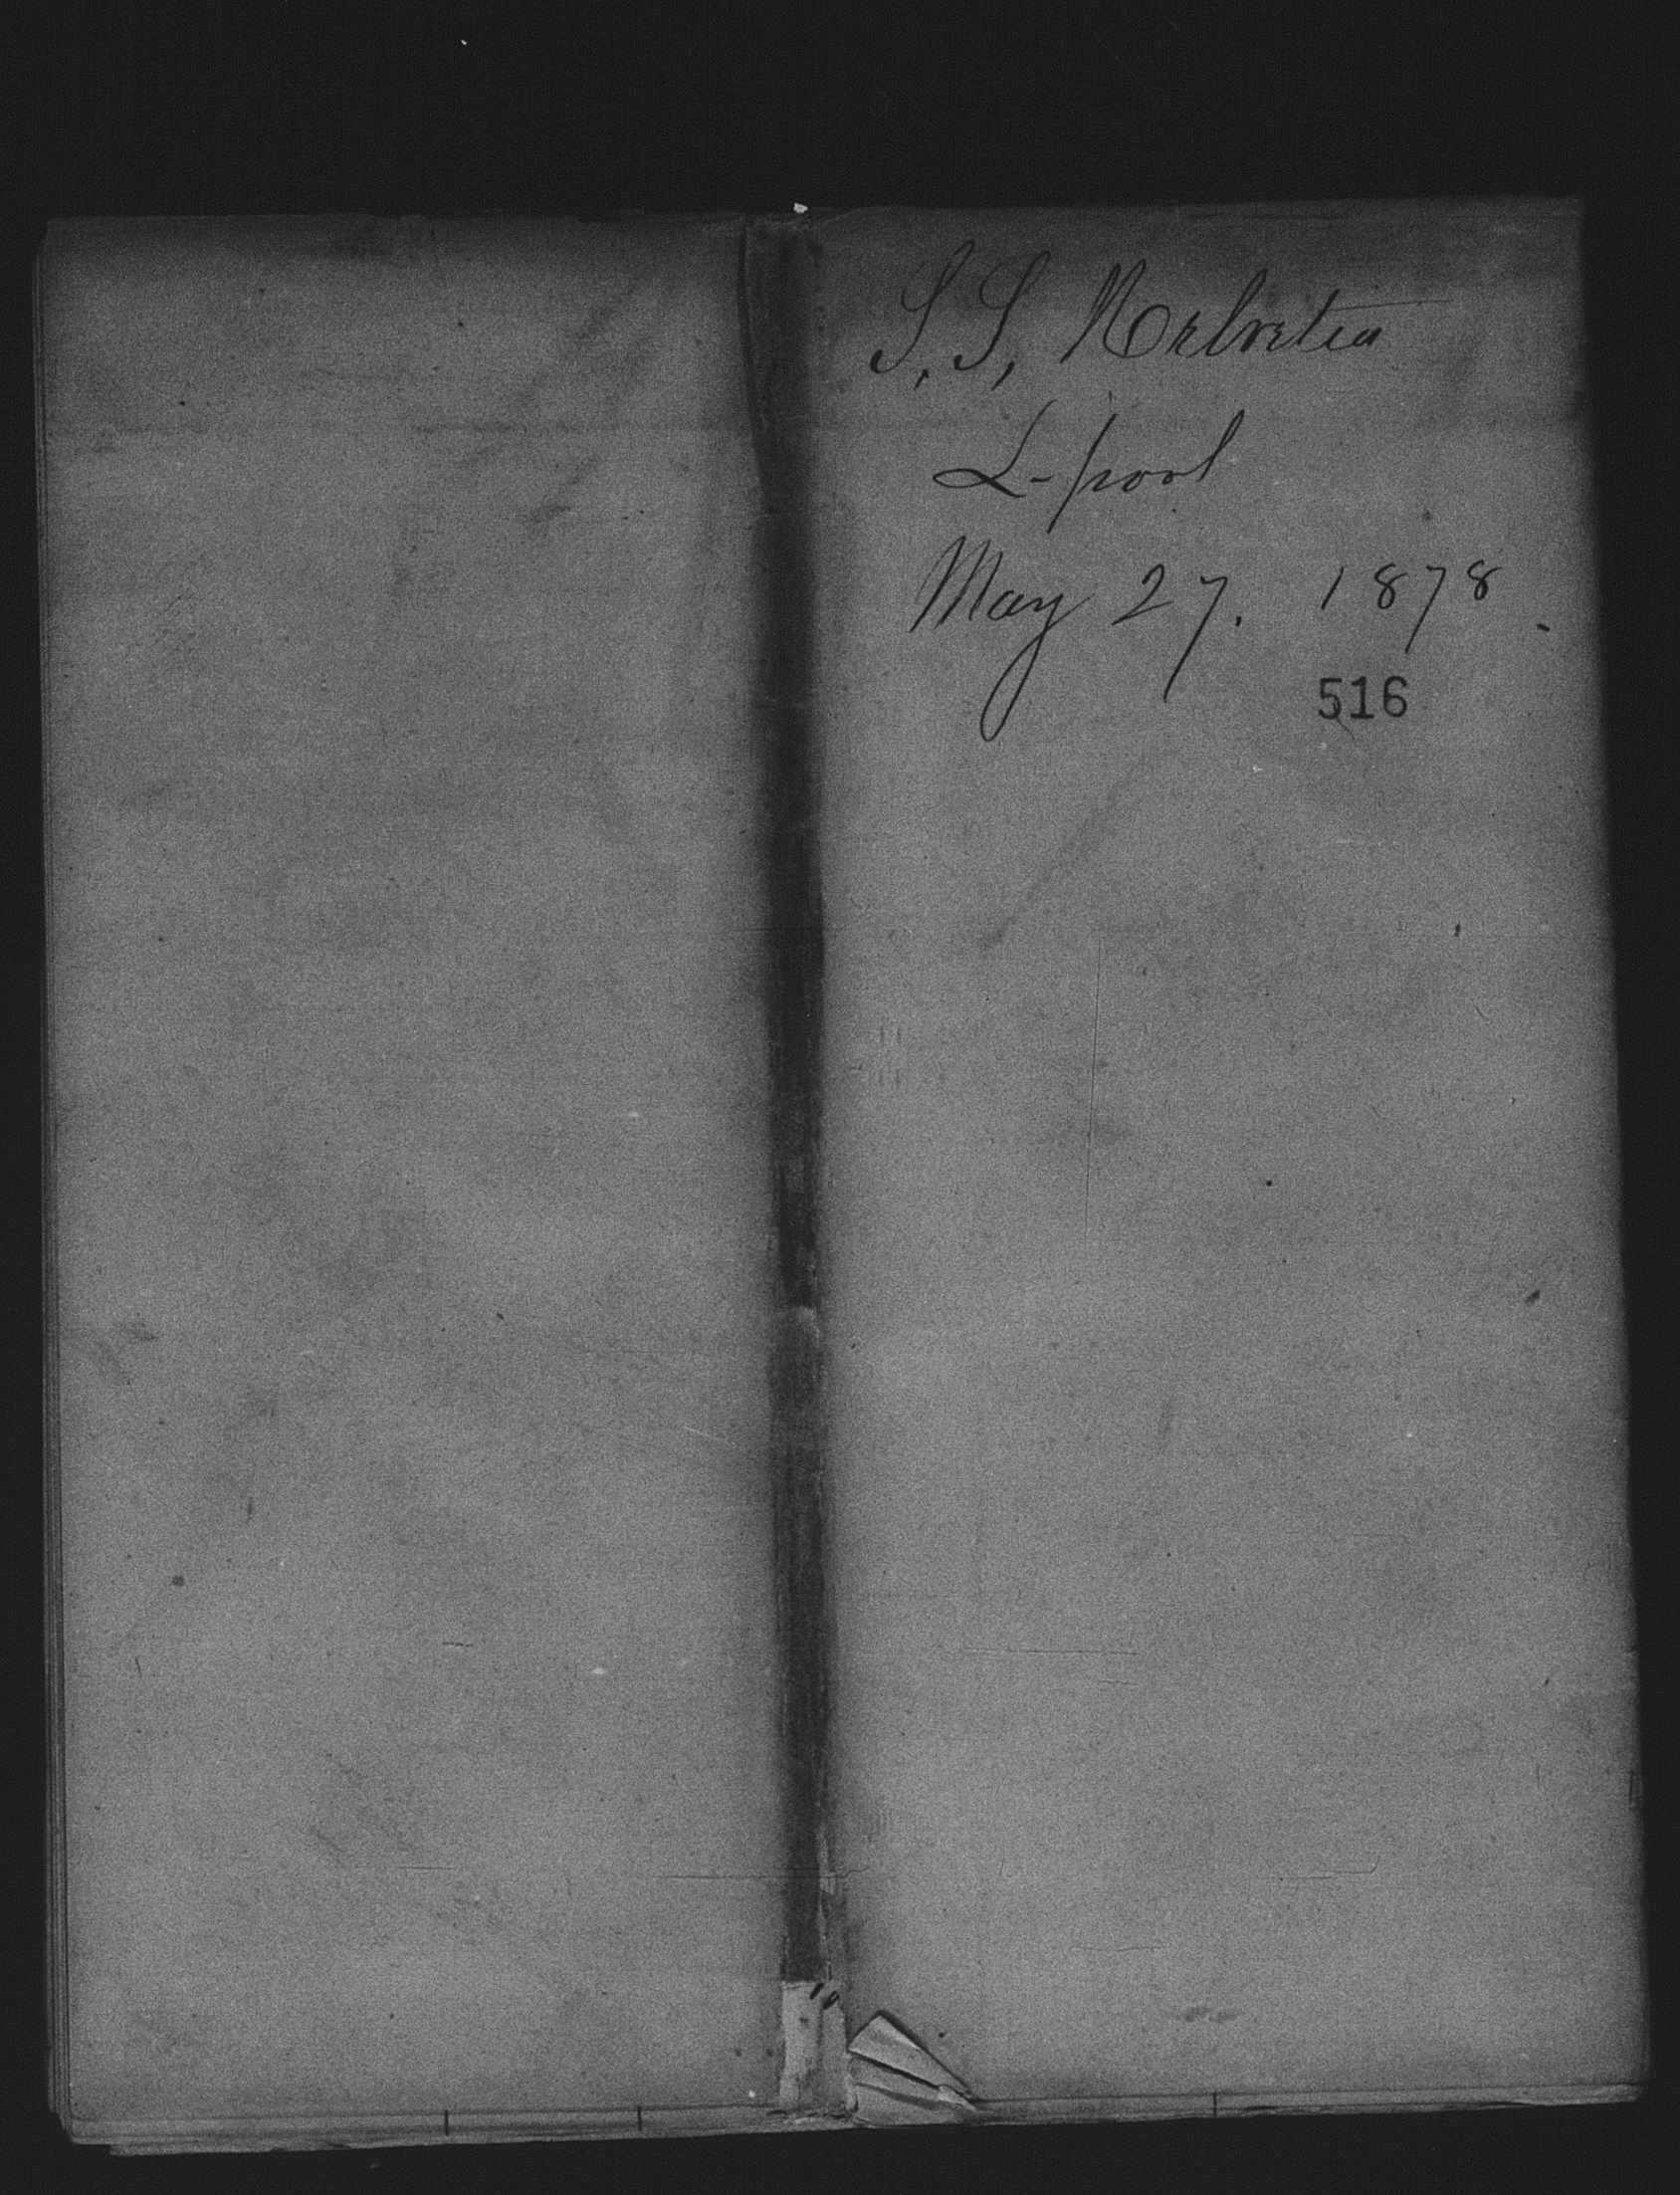 S, S, Helvetia
L-pool
May 27. 1878.
516